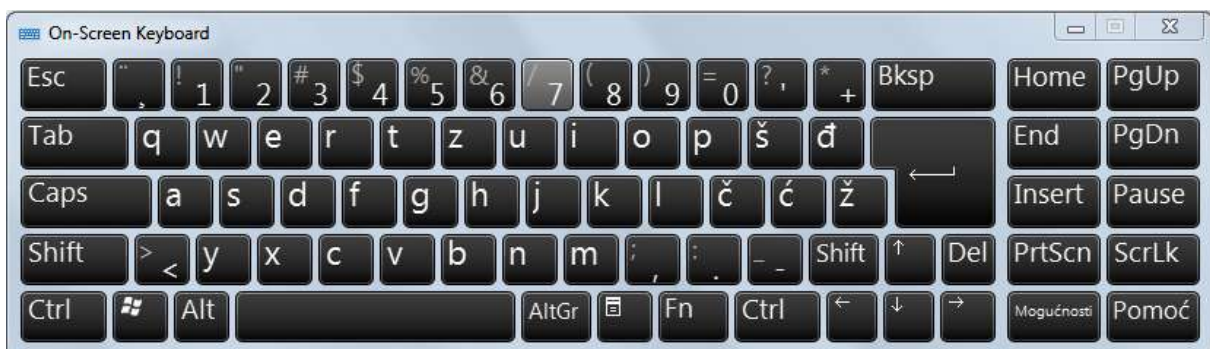 On-Screen Keyboard
Esc ¨ ¸ ! 1 " 2 # 3 $ 4 % 5 & 6 / 7 ( 8 ) 9 = 0 ? ' * + Bksp Home PgUp
Tab q w e r t z u i o p š đ End PgDn
Caps a s d f g h j k l č ć ž Insert Pause
Shift > < y x c v b n m ; , : . _ - Shift ↑ Del PrtScn ScrLk
Ctrl Alt AltGr Fn Ctrl ← ↓ → Mogućnosti Pomoć